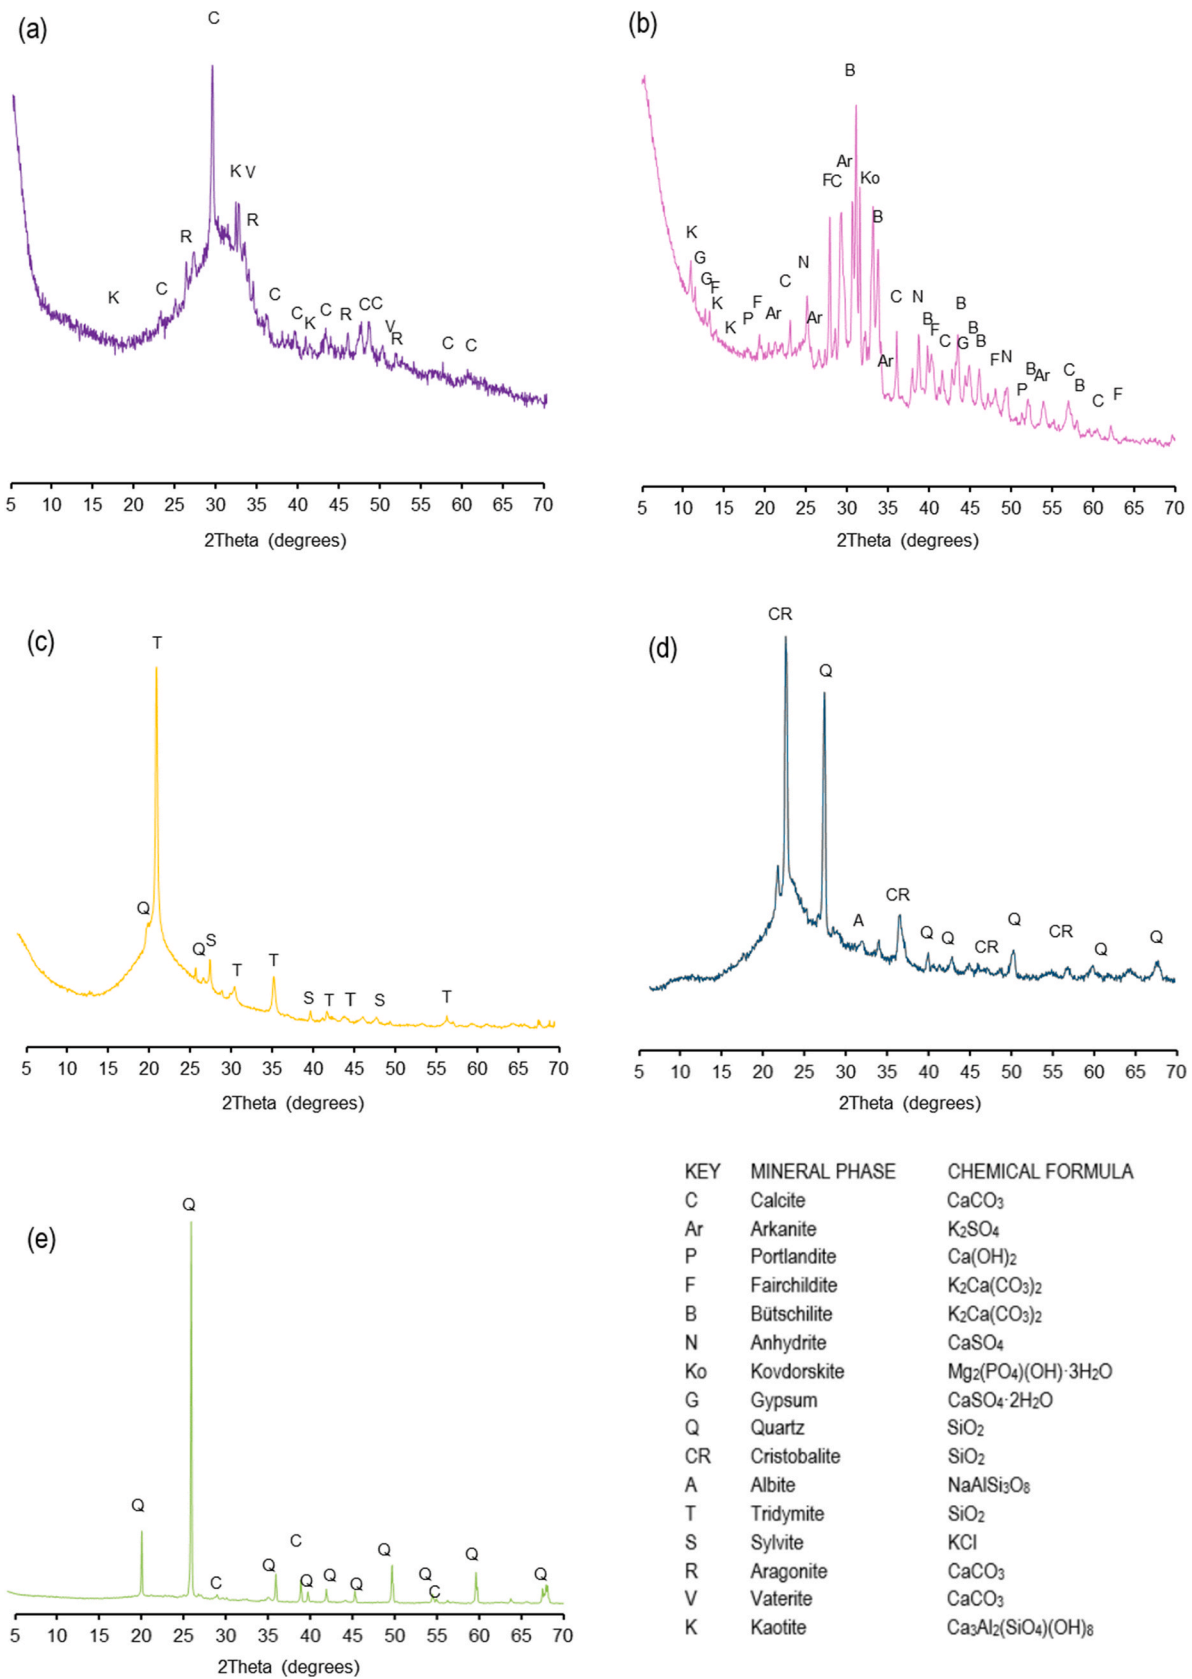 (a)
C
K V
R
R
K
C
C
C
K
C
R
CC
V
R
C
C
5 10 15 20 25 30 35 40 45 50 55 60 65 70
2Theta (degrees)
(b)
B
Ar
FC
Ko
B
K
G
G
F
K
K
P
F
Ar
C
N
Ar
Ar
C
N
B
F
C
B
G
B
B
F
N
P
B
Ar
C
B
C
F
5 10 15 20 25 30 35 40 45 50 55 60 65 70
2Theta (degrees)
(c)
T
Q
Q
S
T
T
S
T
T
S
T
5 10 20 25 30 35 40 45 50 55 60 65 70
2Theta (degrees)
(d)
CR
Q
A
CR
Q
Q
CR
Q
CR
Q
Q
5 10 15 20 25 30 35 40 45 50 55 60 65 70
2Theta (degrees)
(e)
Q
Q
C
Q
C
Q
Q
Q
Q
Q
C
Q
Q
5 10 15 20 25 30 35 40 45 50 55 60 65 70
2Theta (degrees)
KEY MINERAL PHASE CHEMICAL FORMULA
C Calcite CaCO₃
Ar Arkanite K₂SO₄
P Portlandite Ca(OH)₂
F Fairchildite K₂Ca(CO₃)₂
B Bütschilite K₂Ca(CO₃)₂
N Anhydrite CaSO₄
Ko Kovdorskite Mg₂(PO₄)(OH)·3H₂O
G Gypsum CaSO₄·2H₂O
Q Quartz SiO₂
CR Cristobalite SiO₂
A Albite NaAlSi₃O₈
T Tridymite SiO₂
S Sylvite KCl
R Aragonite CaCO₃
V Vaterite CaCO₃
K Kaotite Ca₃Al₂(SiO₄)(OH)₈